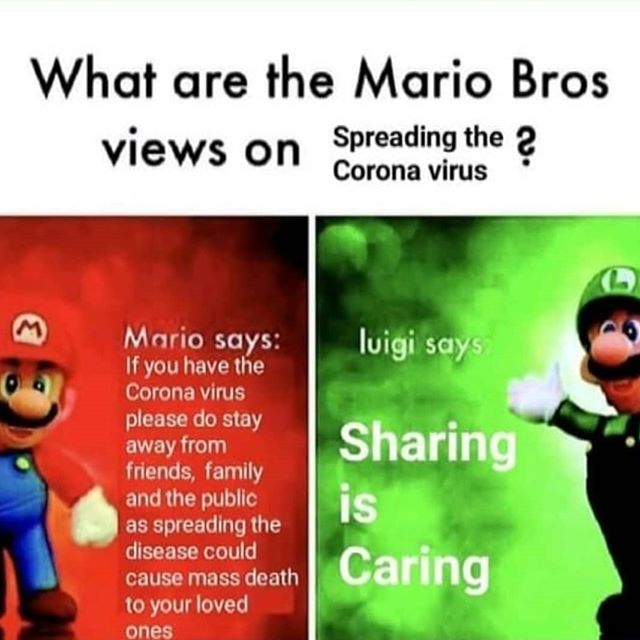 What are the Mario Bros
views on Spreading the ?
Corona virus
M
Mario says:
If you have the
Corona virus
please do stay
away from
friends, family
and the public
as spreading the
disease could
cause mass death
to your loved
ones
L
luigi says:
Sharing
is
Caring